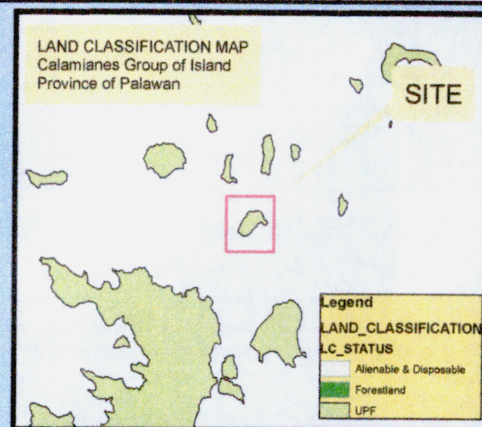 LAND CLASSIFICATION MAP
Calamianes Group of Island
Province of Palawan
SITE
Legend
LAND_CLASSIFICATION
LC_STATUS
Alienable & Disposable
Forestland
UPF